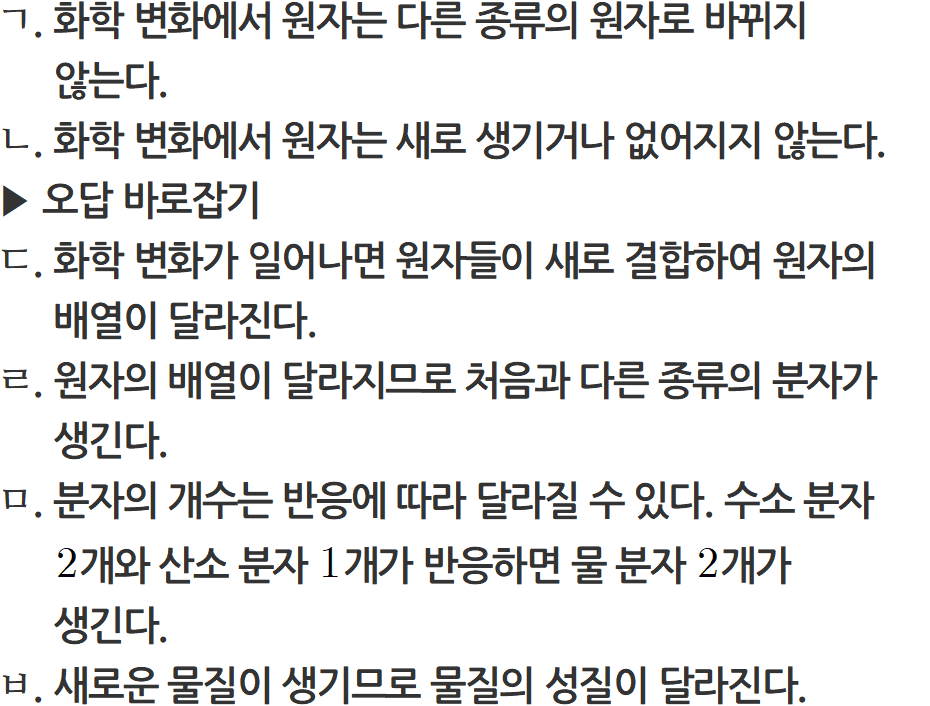 ㄱ. 화학 변화에서 원자는 다른 종류의 원자로 바뀌지
않는다.
ㄴ. 화학 변화에서 원자는 새로 생기거나 없어지지 않는다.
▶ 오답 바로잡기
ㄷ. 화학 변화가 일어나면 원자들이 새로 결합하여 원자의
배열이 달라진다.
ㄹ. 원자의 배열이 달라지므로 처음과 다른 종류의 분자가
생긴다.
ㅁ. 분자의 개수는 반응에 따라 달라질 수 있다. 수소 분자
2개와 산소 분자 1개가 반응하면 물 분자 2개가
생긴다.
ㅂ. 새로운 물질이 생기므로 물질의 성질이 달라진다.